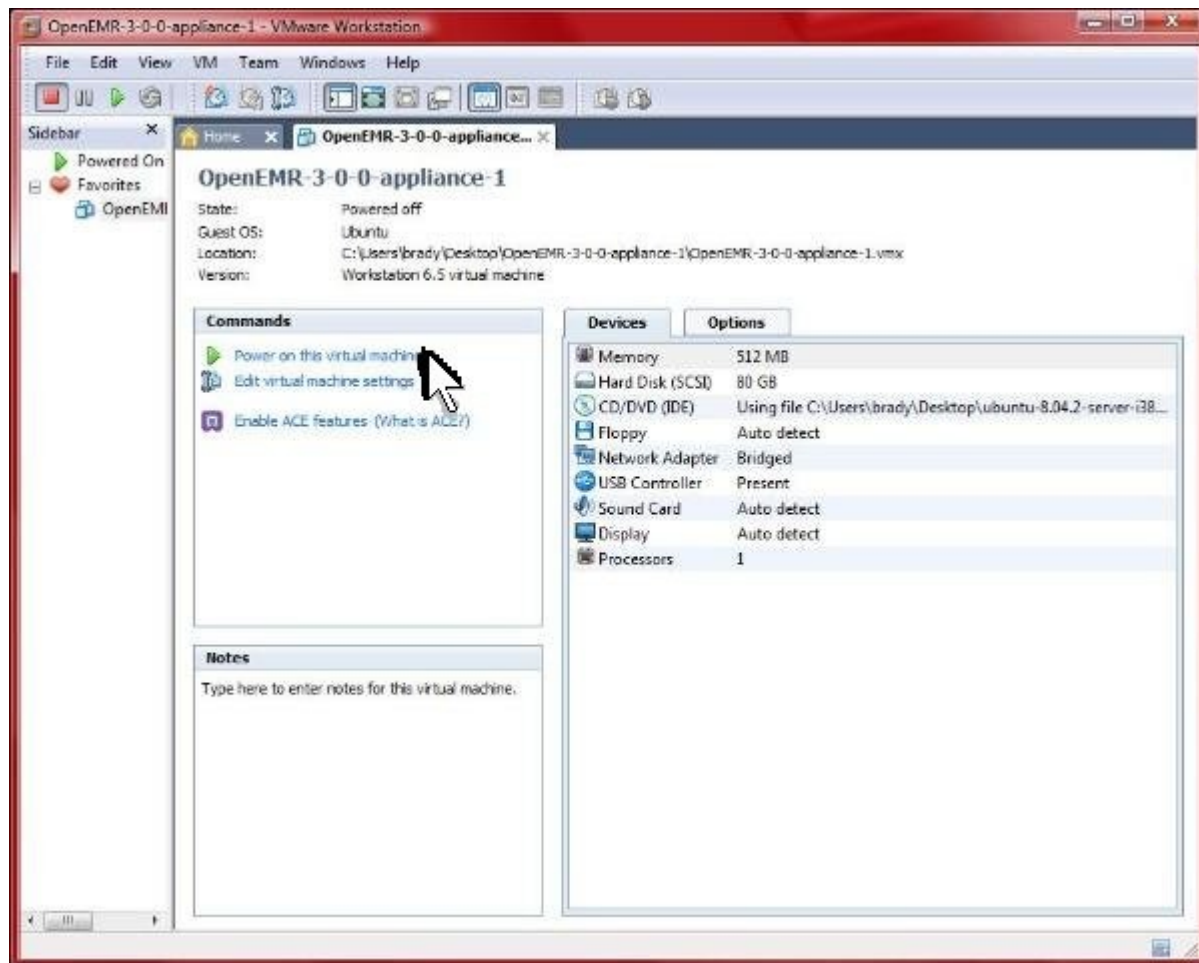 OpenEMR-3-0-0-appliance-1 - VMware Workstation
File Edit View VM Team Windows Help
Sidebar
Home
OpenEMR-3-0-0-appliance...
Powered On
Favorites
OpenEMI
OpenEMR-3-0-0-appliance-1
State: Powered off
Guest OS: Ubuntu
Location: C:\Users\brady\Desktop\OpenEMR-3-0-0-appliance-1\OpenEMR-3-0-0-appliance-1.vmx
Version: Workstation 6.5 virtual machine
Commands
Power on this virtual machine
Edit virtual machine settings
Enable ACE features (What is ACE?)
Devices Options
Memory 512 MB
Hard Disk (SCSI) 80 GB
CD/DVD (IDE) Using file C:\Users\brady\Desktop\ubuntu-8.04.2-server-i38...
Floppy Auto detect
Network Adapter Bridged
USB Controller Present
Sound Card Auto detect
Display Auto detect
Processors 1
Notes
Type here to enter notes for this virtual machine.